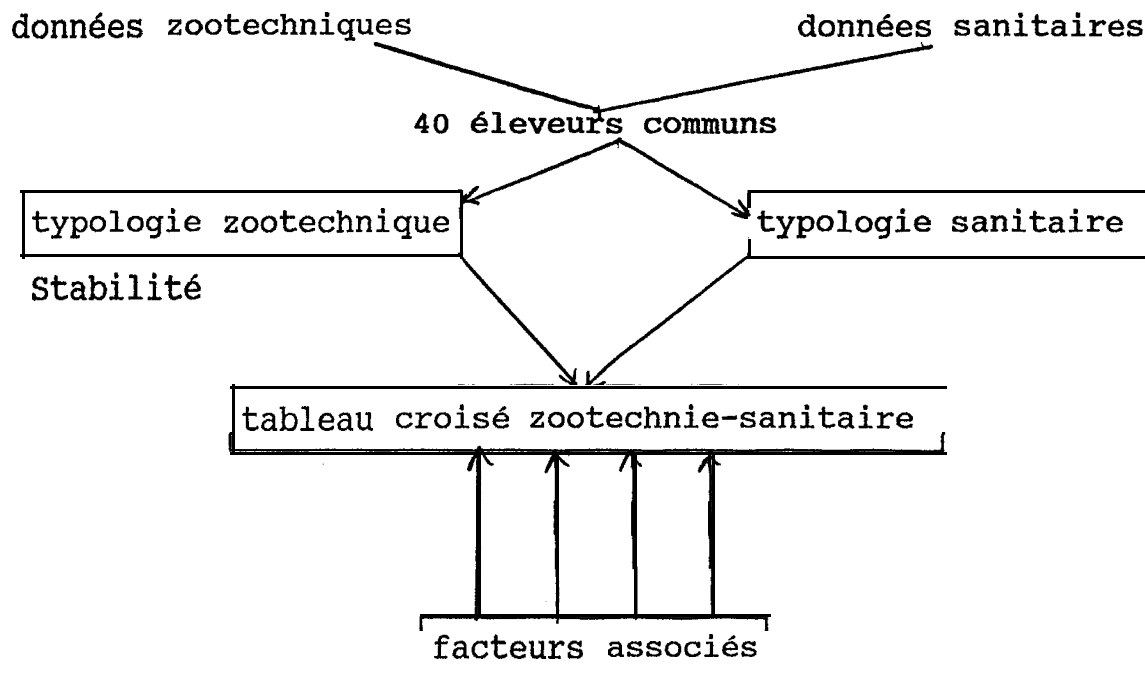 données zootechniques
données sanitaires
40 éleveurs communs
typologie zootechnique
typologie sanitaire
Stabilité
tableau croisé zootechnie-sanitaire
facteurs associés